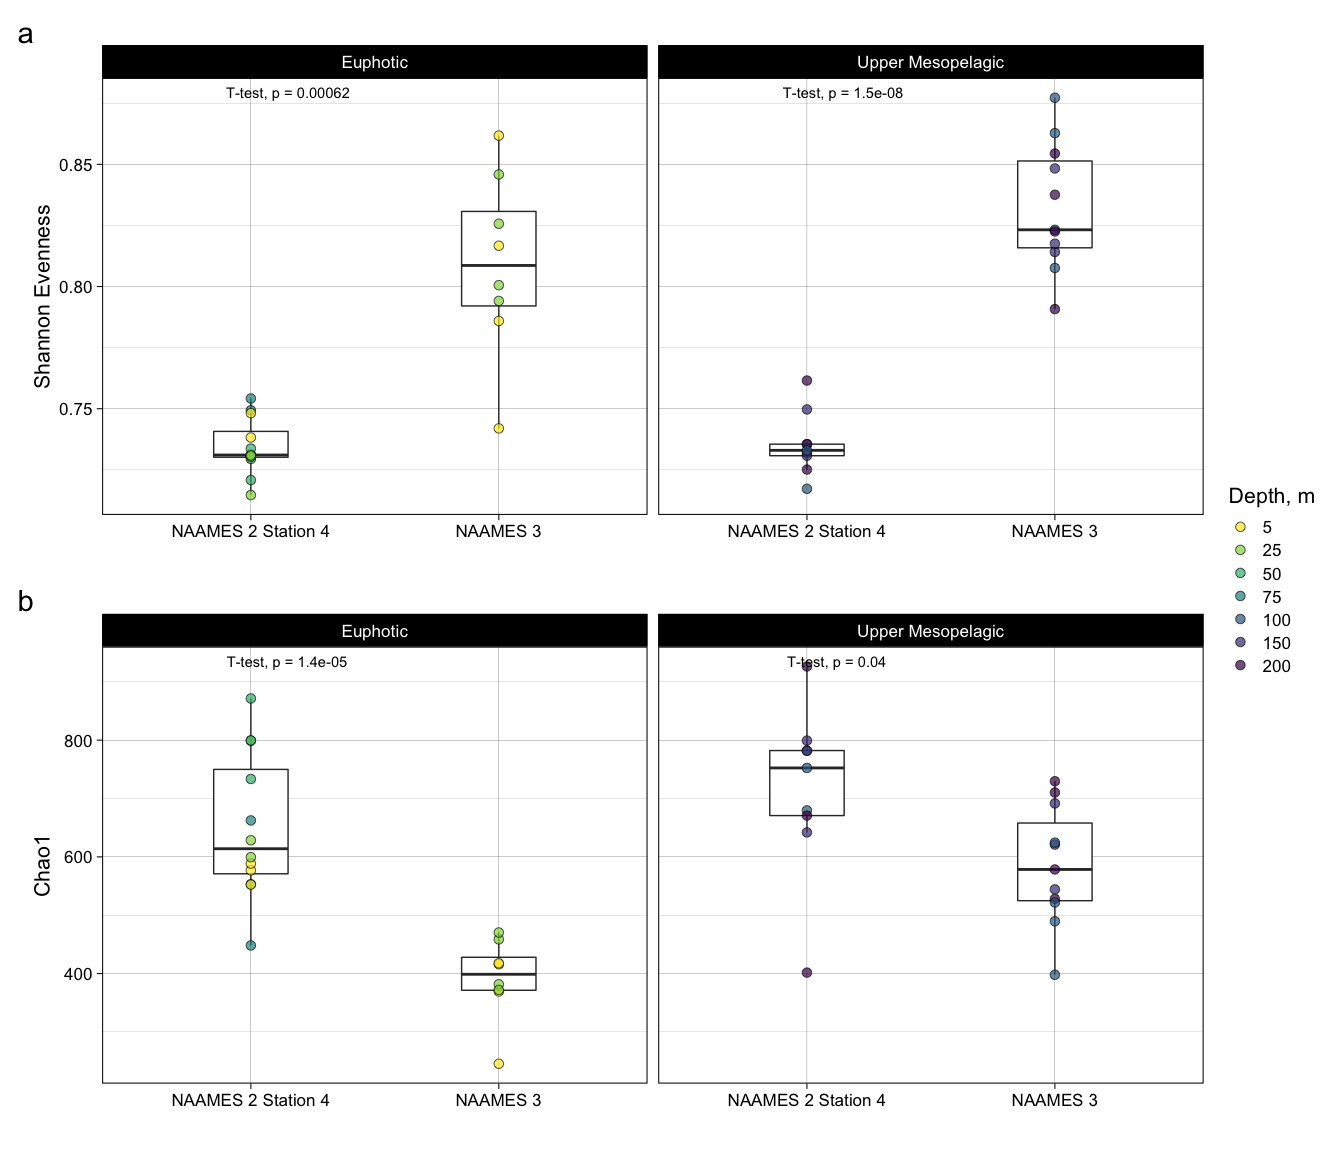 a
Euphotic
Upper Mesopelagic
T-test, p = 0.00062
T-test, p = 1.5e-08
Shannon Evenness
0.85
0.80
0.75
NAAMES 2 Station 4
NAAMES 3
NAAMES 2 Station 4
NAAMES 3
Depth, m
5
25
50
75
100
150
200
b
Euphotic
Upper Mesopelagic
T-test, p = 1.4e-05
T-test, p = 0.04
Chao1
800
600
400
NAAMES 2 Station 4
NAAMES 3
NAAMES 2 Station 4
NAAMES 3